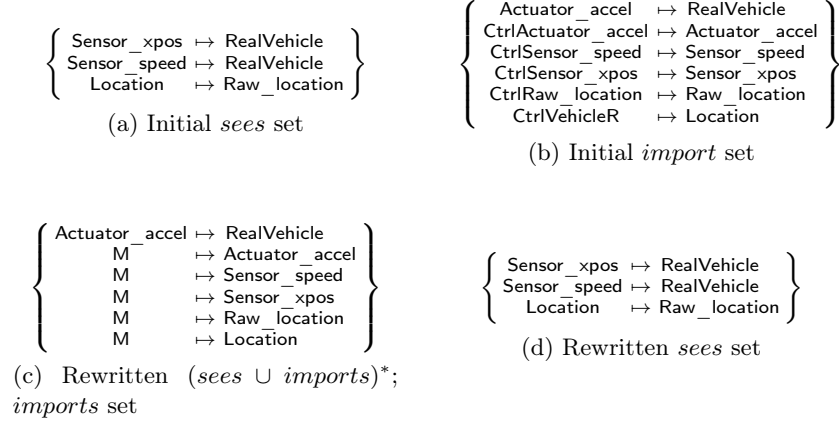 Sensor_xpos ↦ RealVehicle
Sensor_speed ↦ RealVehicle
Location ↦ Raw_location
(a) Initial sees set
Actuator_accel ↦ RealVehicle
CtrlActuator_accel ↦ Actuator_accel
CtrlSensor_speed ↦ Sensor_speed
CtrlSensor_xpos ↦ Sensor_xpos
CtrlRaw_location ↦ Raw_location
CtrlVehicleR ↦ Location
(b) Initial import set
Actuator_accel ↦ RealVehicle
M ↦ Actuator_accel
M ↦ Sensor_speed
M ↦ Sensor_xpos
M ↦ Raw_location
M ↦ Location
(c) Rewritten (sees ∪ imports)*;
imports set
Sensor_xpos ↦ RealVehicle
Sensor_speed ↦ RealVehicle
Location ↦ Raw_location
(d) Rewritten sees set